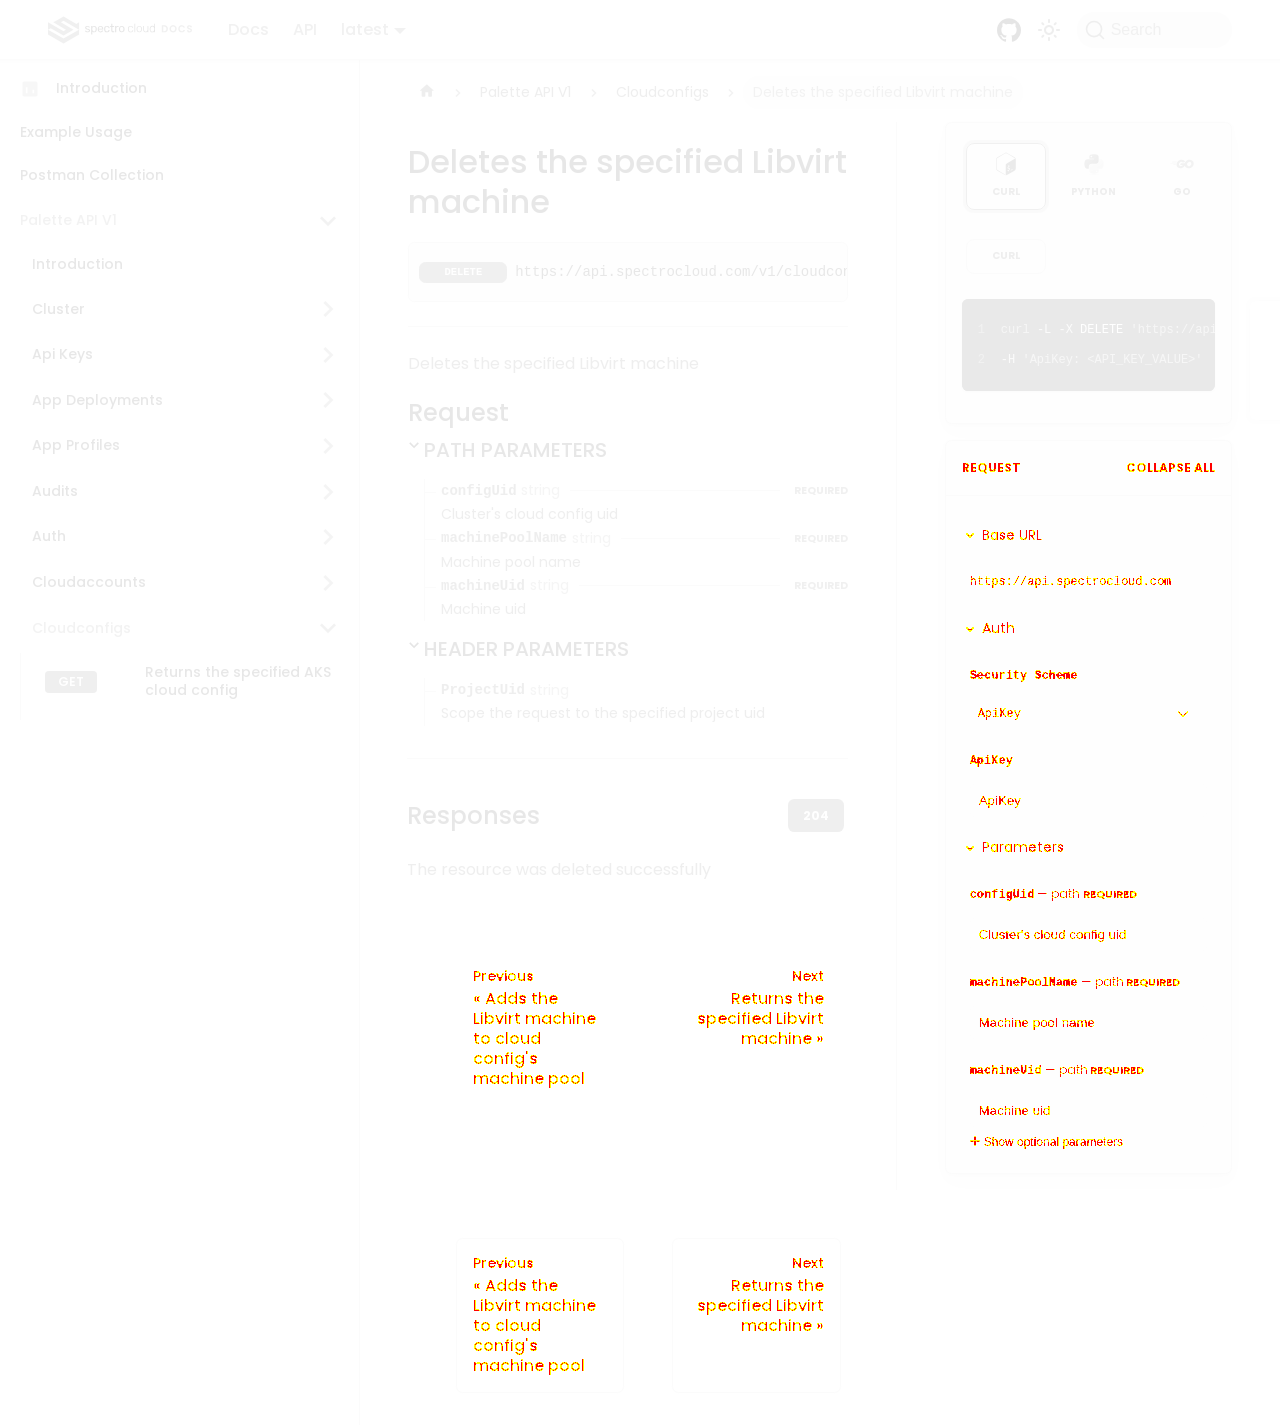 spectro cloud DOCS
Docs
API
latest
Search
Introduction
Example Usage
Postman Collection
Palette API V1
Introduction
Cluster
Api Keys
App Deployments
App Profiles
Audits
Auth
Cloudaccounts
Cloudconfigs
GET
Returns the specified AKS
cloud config
Palette API V1
Cloudconfigs
Deletes the specified Libvirt machine
Deletes the specified Libvirt
machine
DELETE https://api.spectrocloud.com/v1/cloudcon
Deletes the specified Libvirt machine
Request
PATH PARAMETERS
configUid string REQUIRED
Cluster's cloud config uid
machinePoolName string REQUIRED
Machine pool name
machineUid string REQUIRED
Machine uid
HEADER PARAMETERS
ProjectUid string
Scope the request to the specified project uid
Responses
204
The resource was deleted successfully
Previous
« Adds the
Libvirt machine
to cloud
config's
machine pool
Next
Returns the
specified Libvirt
machine »
Previous
« Adds the
Libvirt machine
to cloud
config's
machine pool
Next
Returns the
specified Libvirt
machine »
CURL
PYTHON
GO
CURL
1 curl -L -X DELETE 'https://api
2 -H 'ApiKey: <API_KEY_VALUE>'
REQUEST COLLAPSE ALL
Base URL
https://api.spectrocloud.com
Auth
Security Scheme
ApiKey
ApiKey
ApiKey
Parameters
configUid — path REQUIRED
Cluster's cloud config uid
machinePoolName — path REQUIRED
Machine pool name
machineUid — path REQUIRED
Machine uid
Show optional parameters